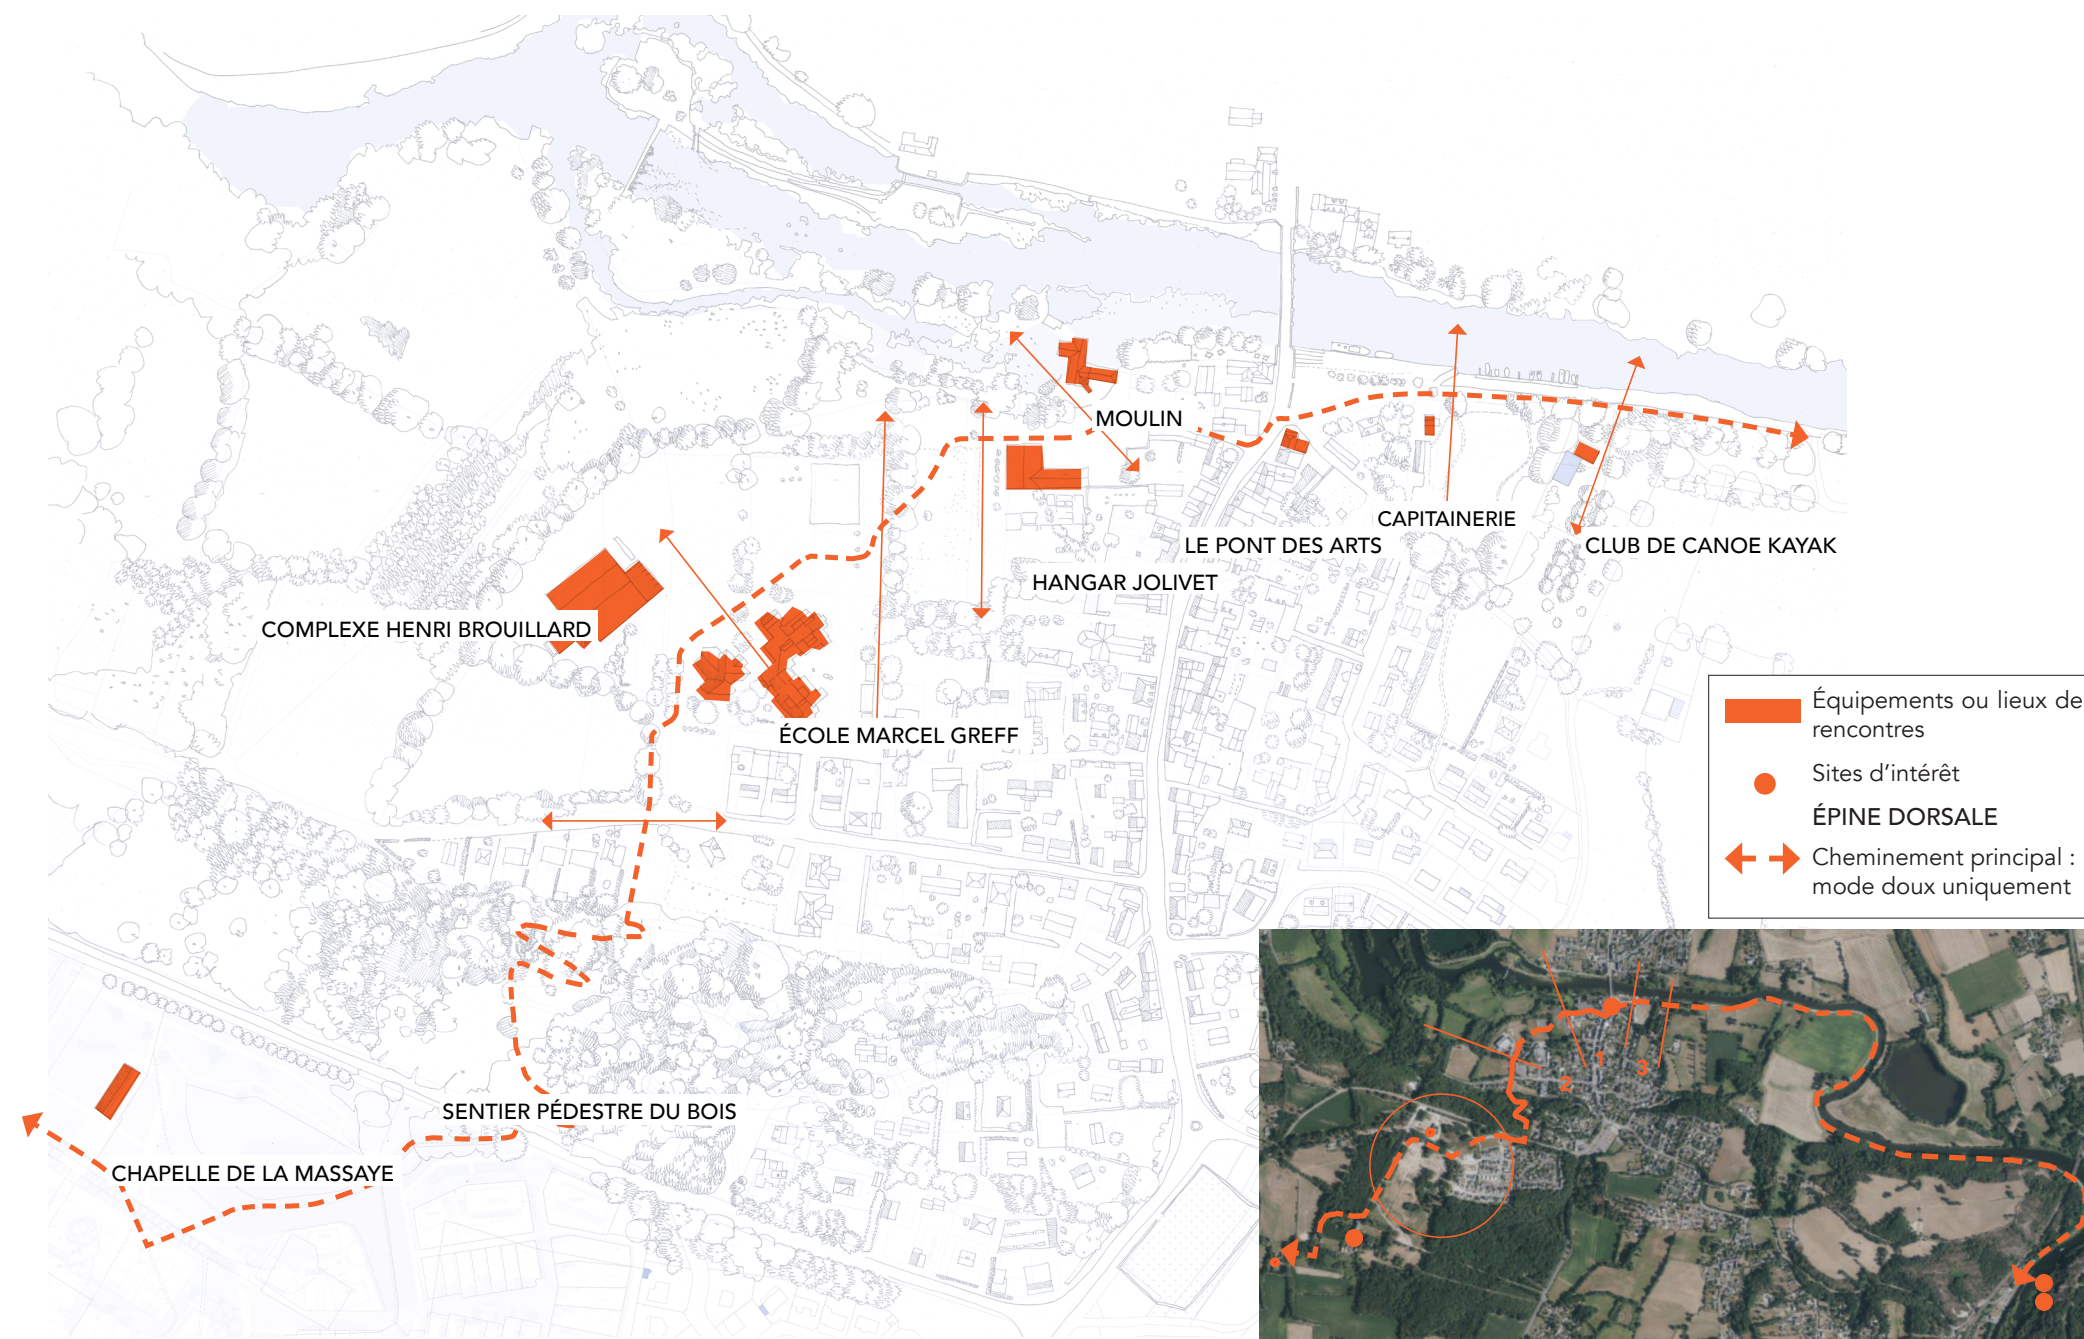 MOULIN
CAPITAINERIE
LE PONT DES ARTS
CLUB DE CANOE KAYAK
HANGAR JOLIVET
COMPLEXE HENRI BROUILLARD
ÉCOLE MARCEL GREFF
Équipements ou lieux de
rencontres
Sites d'intérêt
ÉPINE DORSALE
Cheminement principal :
mode doux uniquement
SENTIER PÉDESTRE DU BOIS
CHAPELLE DE LA MASSAYE
1
2
3